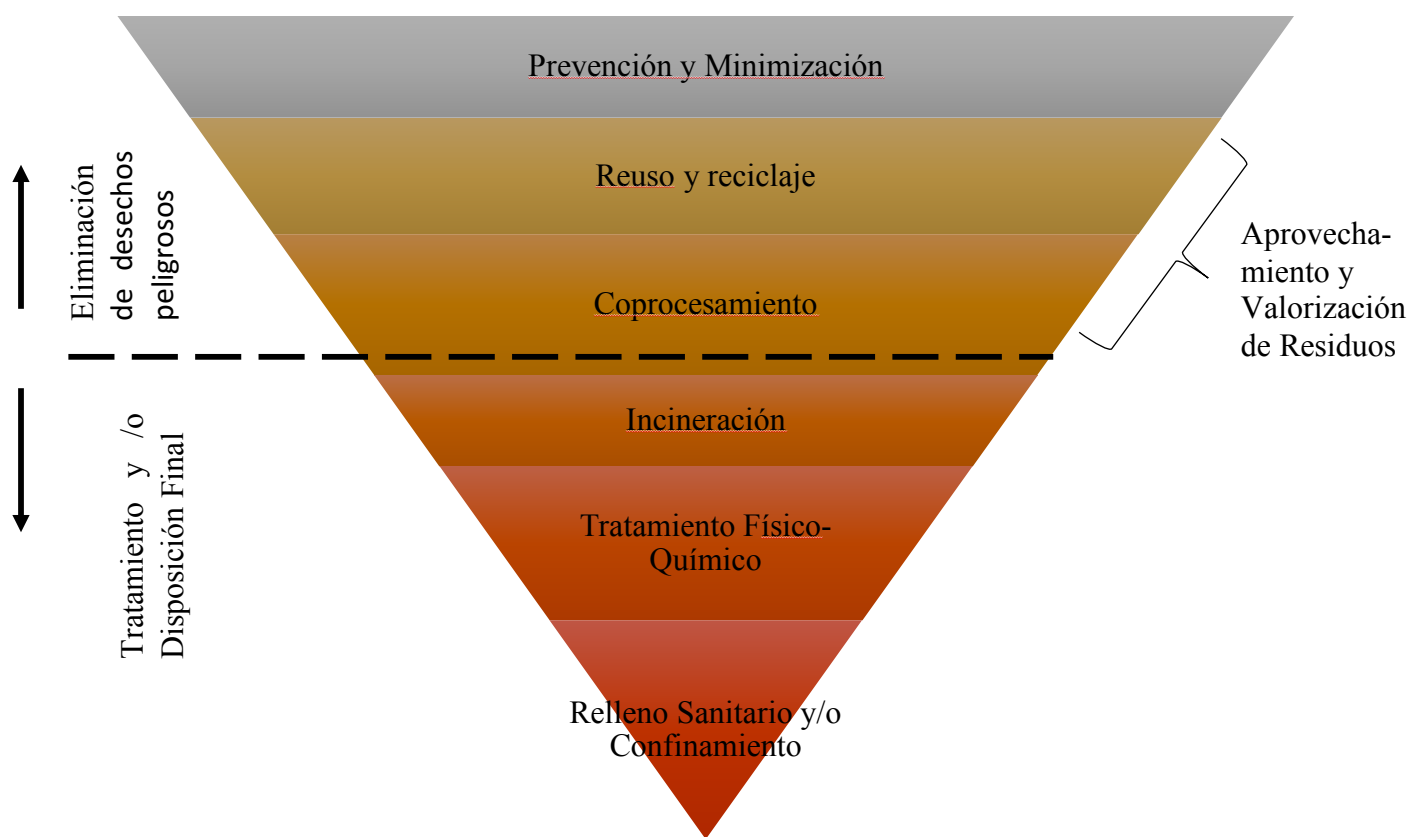 Prevención y Minimización
Reuso y reciclaje
Coprocesamiento
Incineración
Tratamiento Físico-
Químico
Relleno Sanitario y/o
Confinamiento
Eliminación
de desechos
peligrosos
Tratamiento y /o
Disposición Final
Aprovecha-
miento y
Valorización
de Residuos